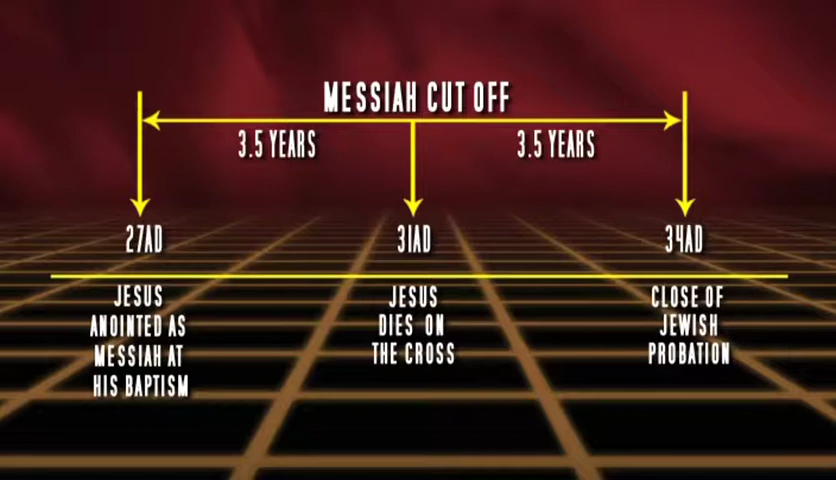 MESSIAH CUT OFF
3.5 YEARS 3.5 YEARS
27AD 31AD 34AD
JESUS
ANOINTED AS
MESSIAH AT
HIS BAPTISM
JESUS
DIES ON
THE CROSS
CLOSE OF
JEWISH
PROBATION